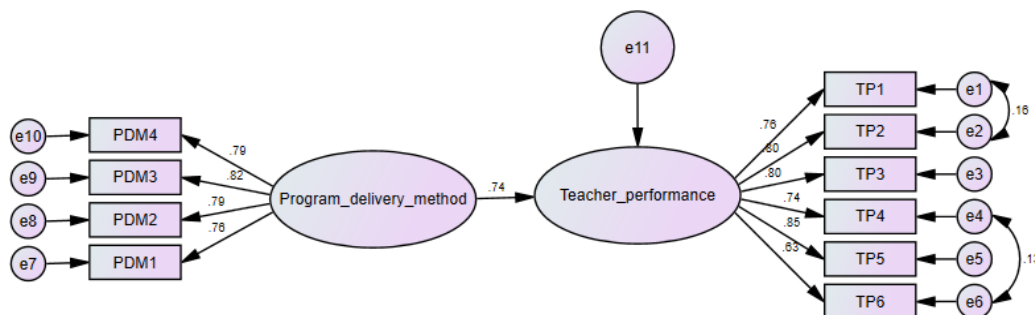 e11
e10
PDM4
.79
e9
PDM3
.82
e8
PDM2
.79
e7
PDM1
.76
Program_delivery_method
.74
Teacher_performance
.76
TP1
e1
.16
.80
TP2
e2
.80
TP3
e3
.74
TP4
e4
.85
TP5
e5
.13
.63
TP6
e6